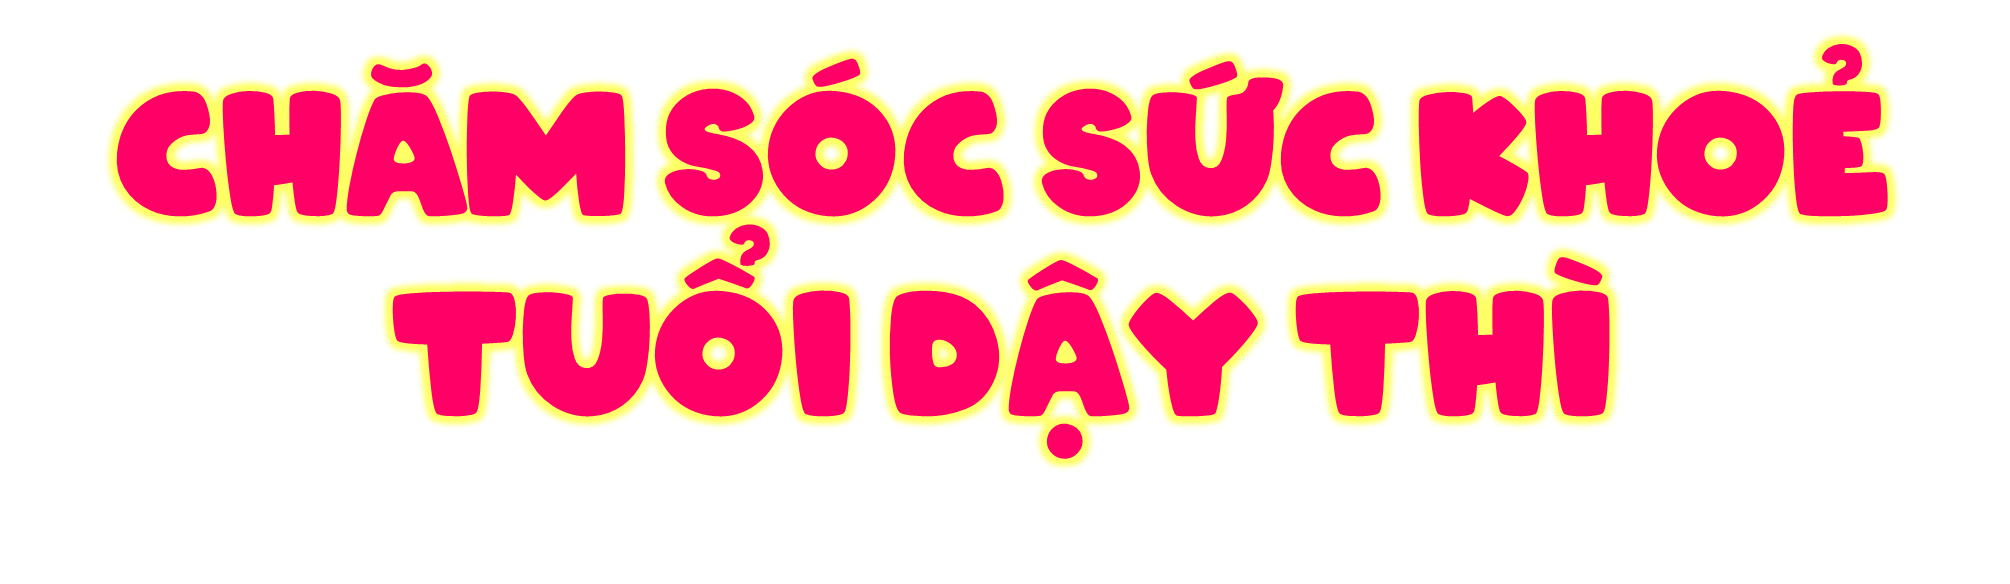 CHĂM SÓC SỨC KHOẺ
TUỔI DẬY THÌ